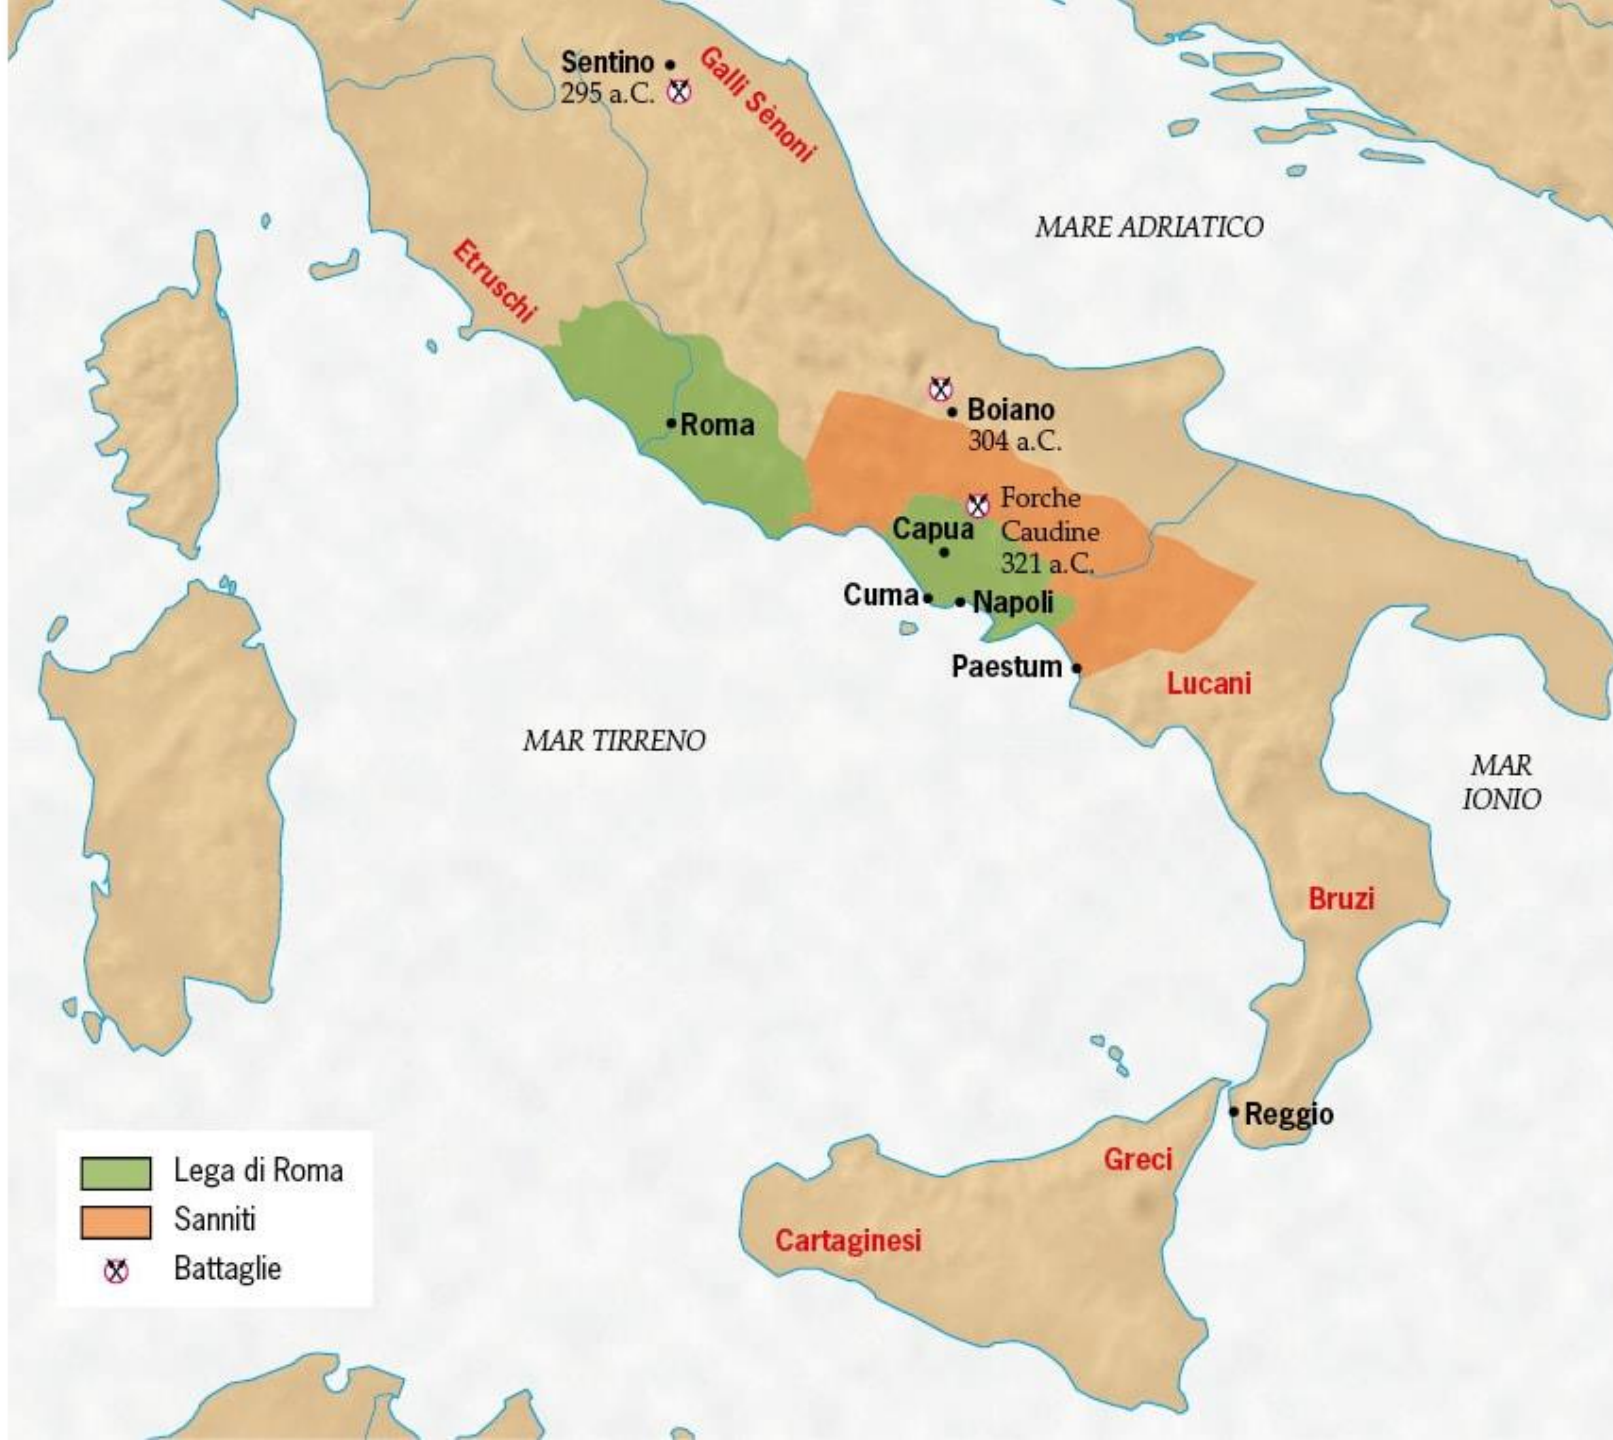 Sentino
295 a.C.
Galli Sènoni
MARE ADRIATICO
Etruschi
Roma
Boiano
304 a.C.
Forche
Caudine
321 a.C.
Capua
Cuma
Napoli
Paestum
Lucani
MAR TIRRENO
MAR
IONIO
Bruzi
Reggio
Greci
Cartaginesi
Lega di Roma
Sanniti
Battaglie